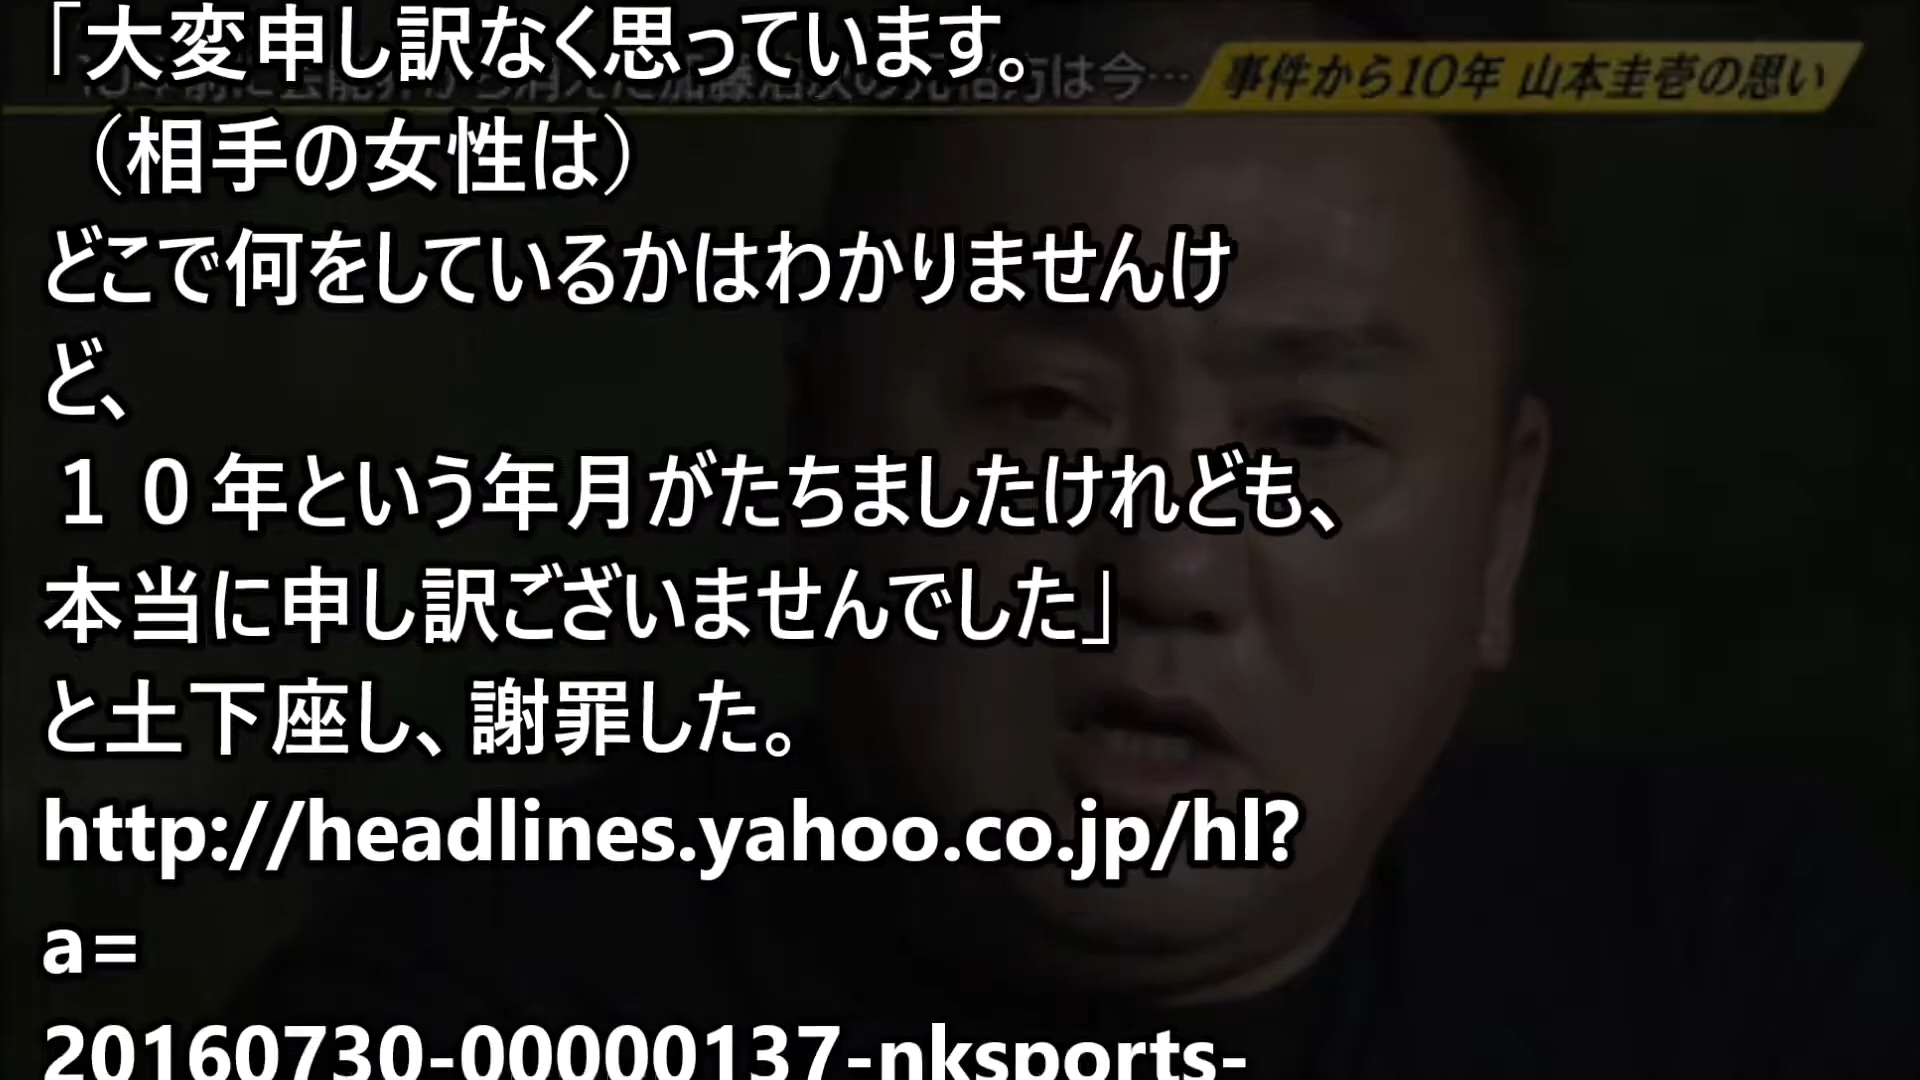 「大変申し訳なく思っています。
事件から10年 山本圭壱の思い
（相手の女性は）
どこで何をしているかはわかりませんけ
ど、
１０年という年月がたちましたけれども、
本当に申し訳ございませんでした」
と土下座し、謝罪した。
http://headlines.yahoo.co.jp/hl?
a=
20160730-00000137-nksports-